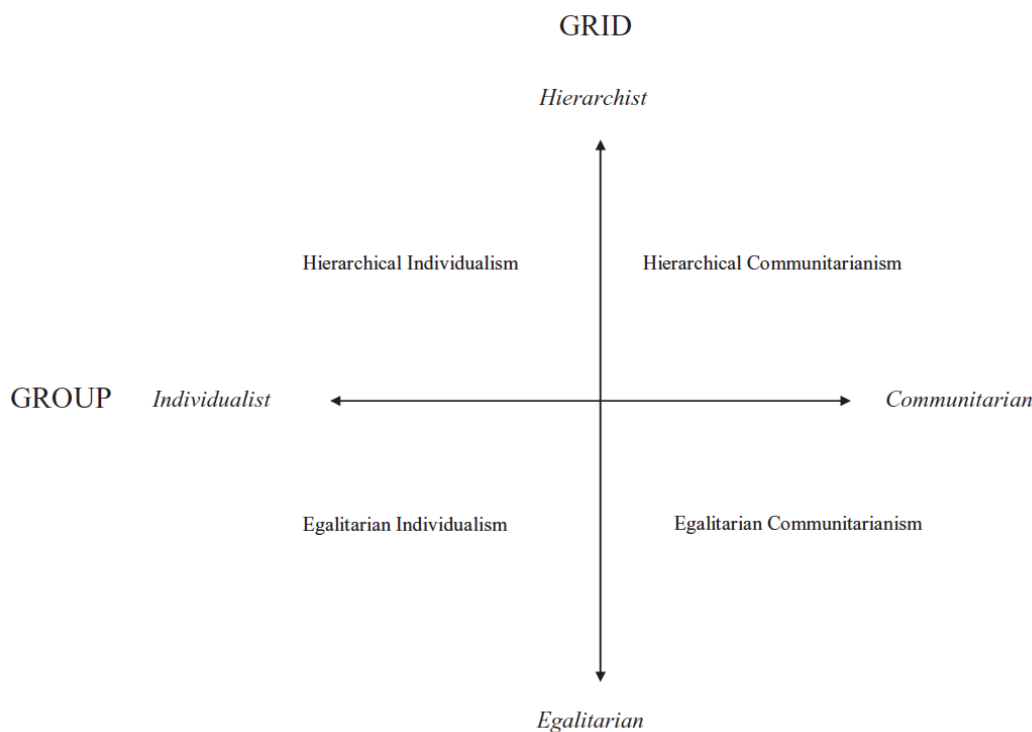 GRID
Hierarchist
Hierarchical Individualism
Hierarchical Communitarianism
GROUP
Individualist
Communitarian
Egalitarian Individualism
Egalitarian Communitarianism
Egalitarian